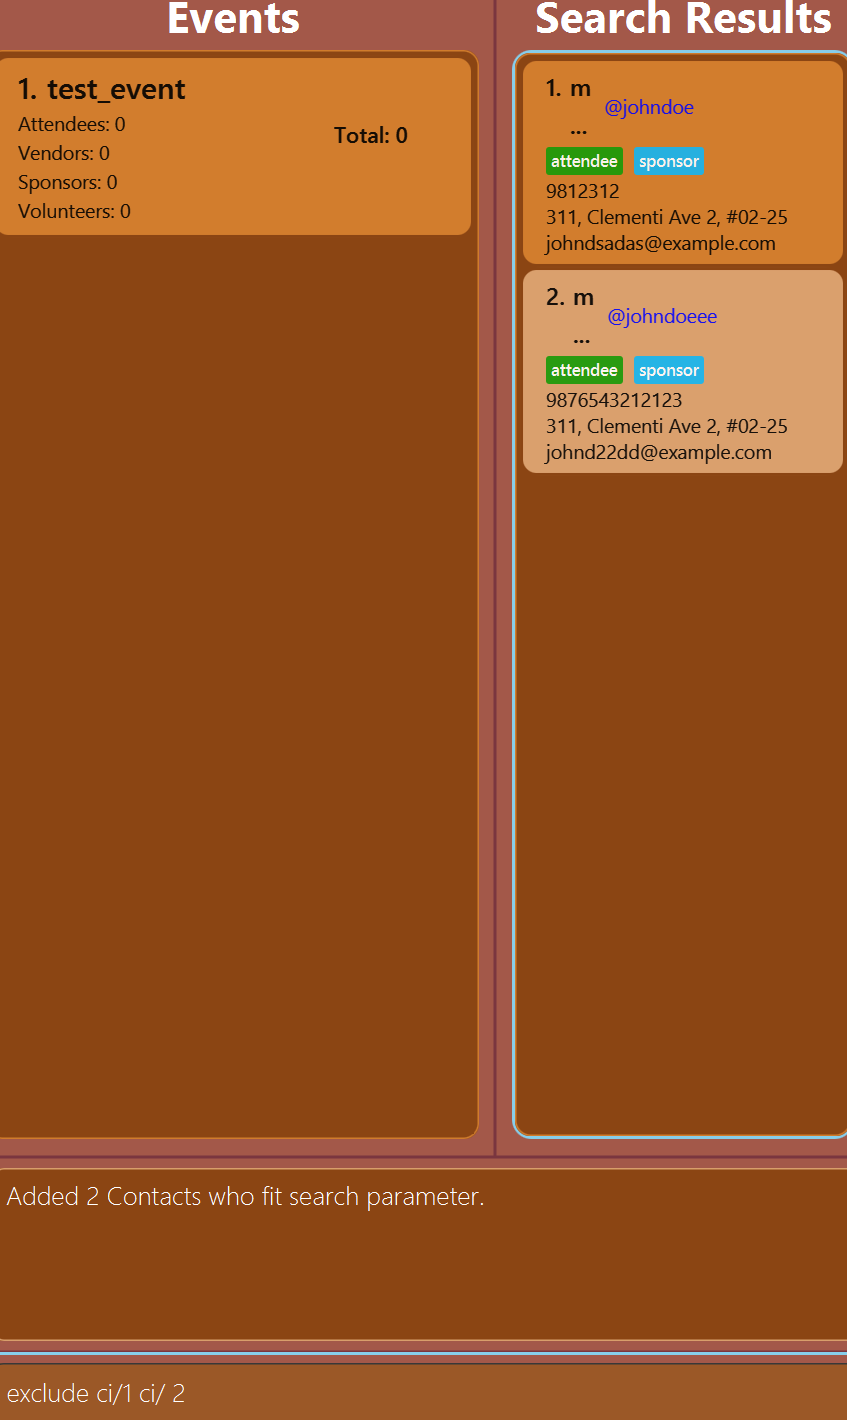 Events
1. test_event
Attendees: 0
Vendors: 0
Sponsors: 0
Volunteers: 0
Total: 0
Search Results
1. m
...
@johndoe
attendee sponsor
9812312
311, Clementi Ave 2, #02-25
johndsadas@example.com
2. m
...
@johndoeee
attendee sponsor
9876543212123
311, Clementi Ave 2, #02-25
johnd22dd@example.com
Added 2 Contacts who fit search parameter.
exclude ci/1 ci/ 2